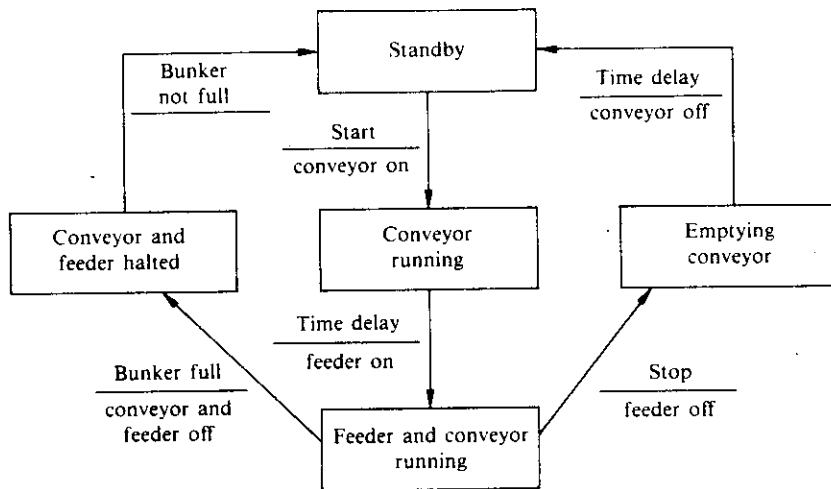 Standby
Bunker
not full
Time delay
conveyor off
Start
conveyor on
Conveyor and
feeder halted
Conveyor
running
Emptying
conveyor
Time delay
feeder on
Bunker full
conveyor and
feeder off
Stop
feeder off
Feeder and conveyor
running